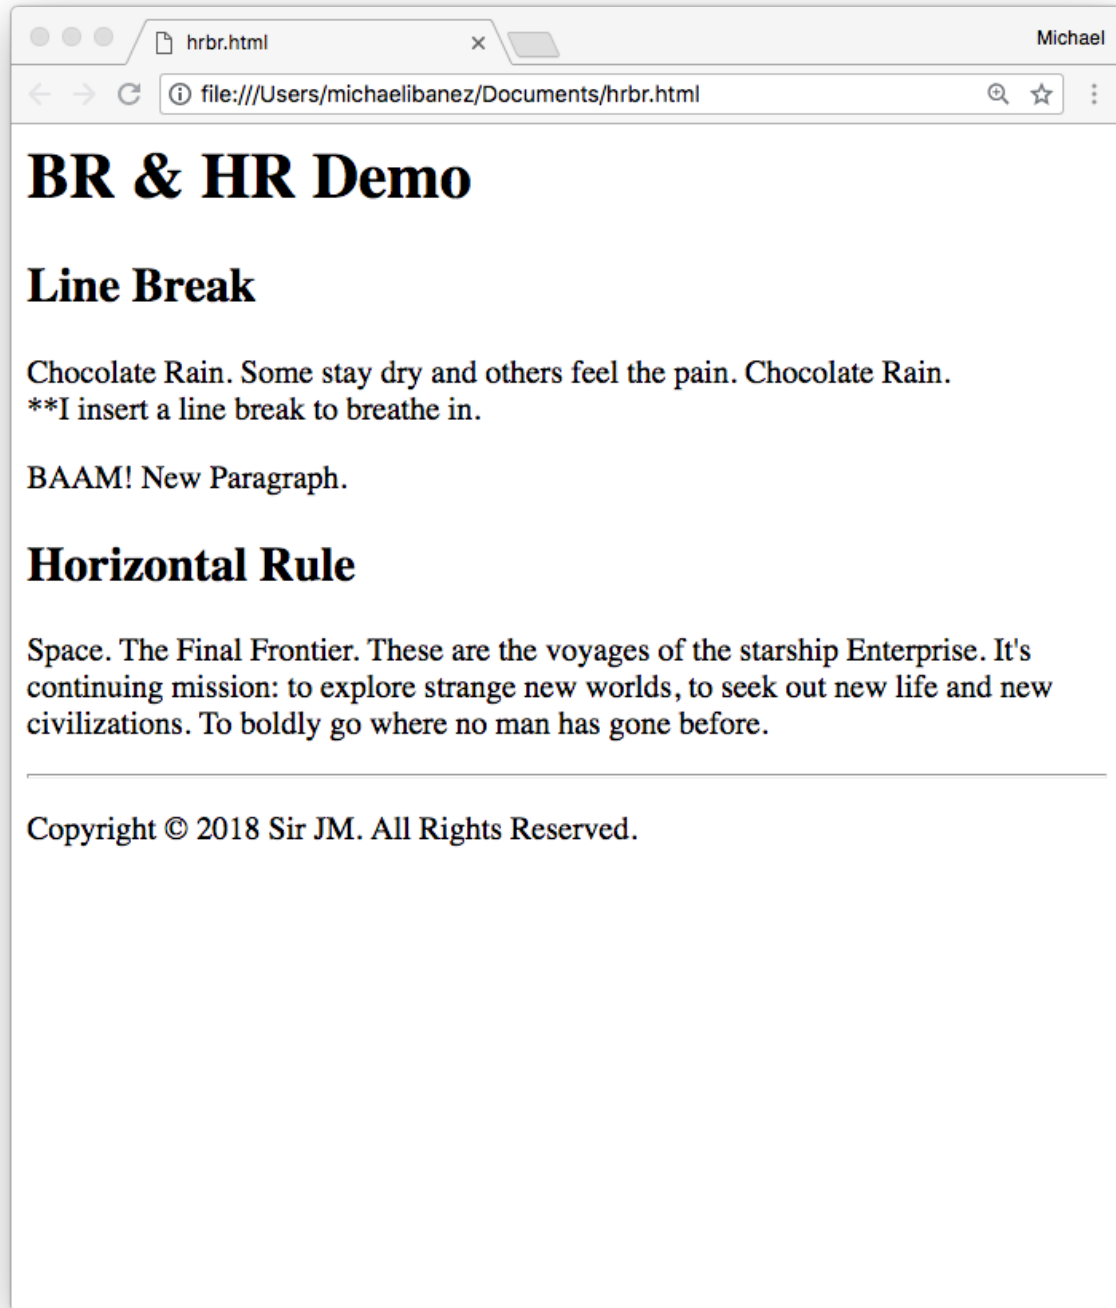 hrbr.html
Michael
file:///Users/michaelibanez/Documents/hrbr.html
BR & HR Demo
Line Break
Chocolate Rain. Some stay dry and others feel the pain. Chocolate Rain.
**I insert a line break to breathe in.
BAAM! New Paragraph.
Horizontal Rule
Space. The Final Frontier. These are the voyages of the starship Enterprise. It's
continuing mission: to explore strange new worlds, to seek out new life and new
civilizations. To boldly go where no man has gone before.
Copyright © 2018 Sir JM. All Rights Reserved.